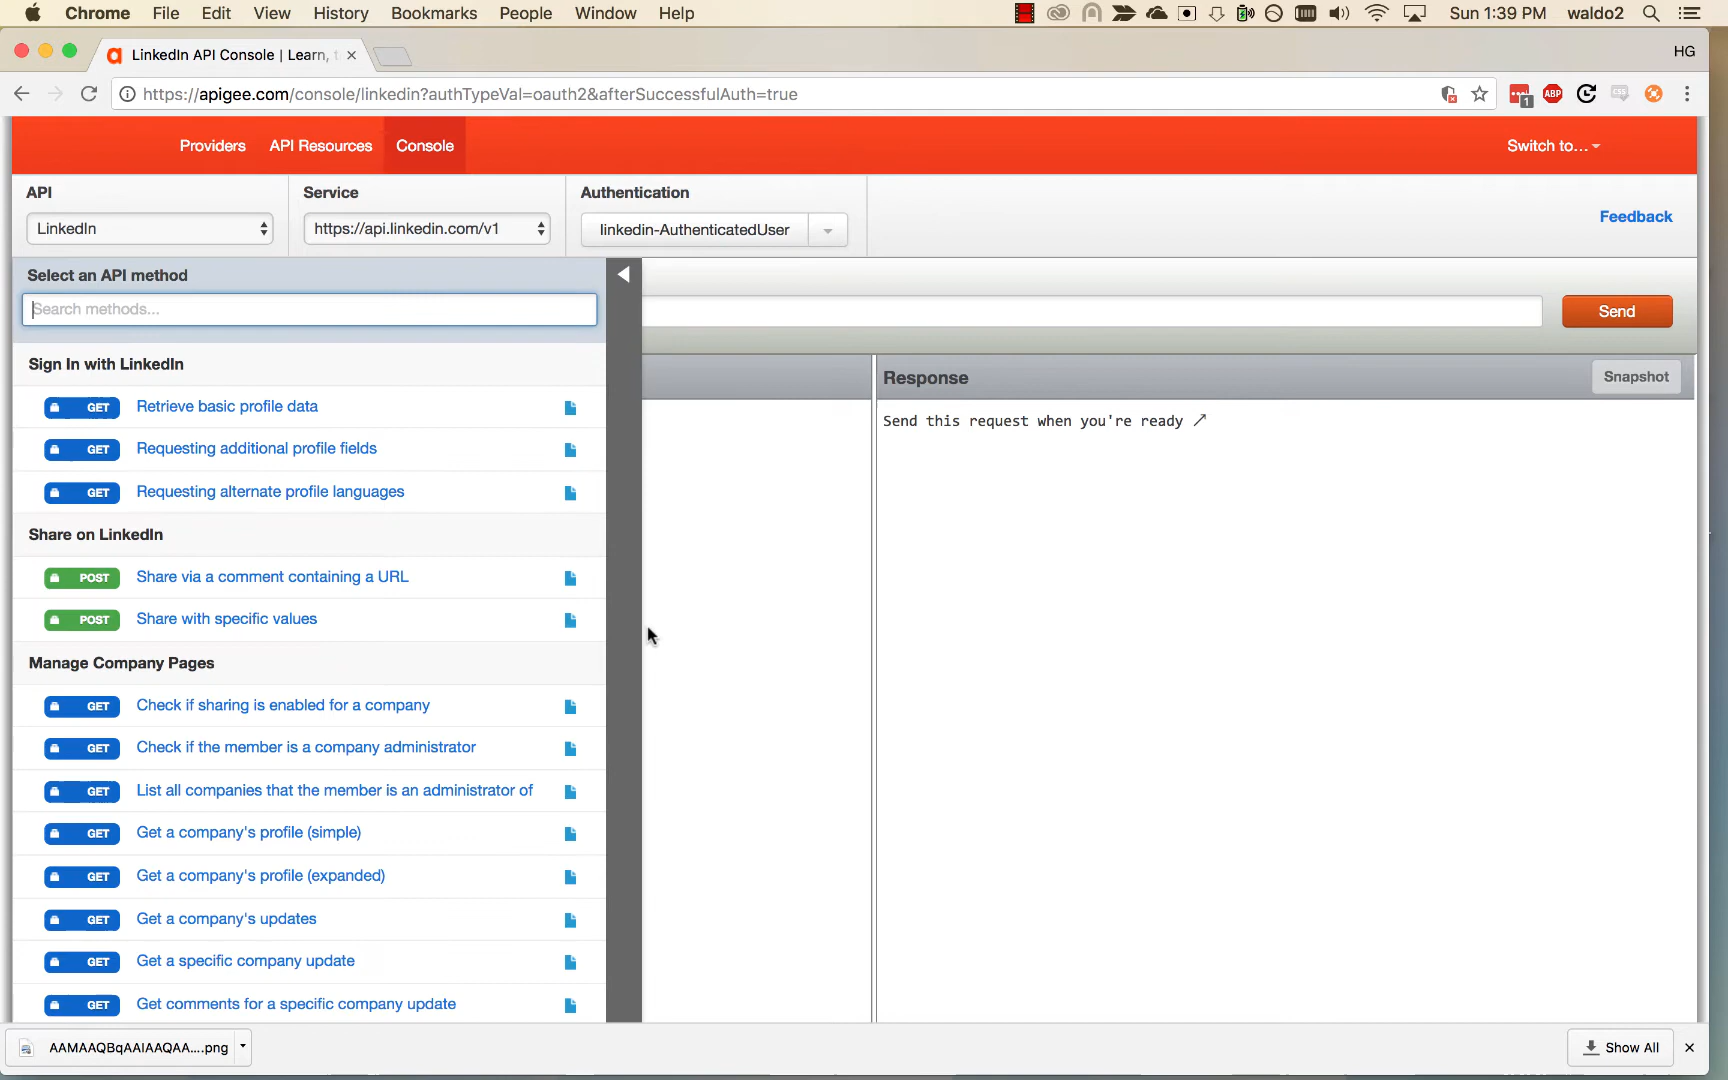 Chrome File Edit View History Bookmarks People Window Help Sun 1:39 PM waldo2
LinkedIn API Console | Learn, t
HG
https://apigee.com/console/linkedin?authTypeVal=oauth2&afterSuccessfulAuth=true
1
ABP
CSS
Providers API Resources Console Switch to...
API Service Authentication
LinkedIn https://api.linkedin.com/v1 linkedin-AuthenticatedUser
Feedback
Select an API method
Search methods...
Send
Sign In with LinkedIn
Response
Snapshot
GET Retrieve basic profile data
Send this request when you're ready
GET Requesting additional profile fields
GET Requesting alternate profile languages
Share on LinkedIn
POST Share via a comment containing a URL
POST Share with specific values
Manage Company Pages
GET Check if sharing is enabled for a company
GET Check if the member is a company administrator
GET List all companies that the member is an administrator of
GET Get a company's profile (simple)
GET Get a company's profile (expanded)
GET Get a company's updates
GET Get a specific company update
GET Get comments for a specific company update
AAMAAQBqAAIAAQAA....png
Show All